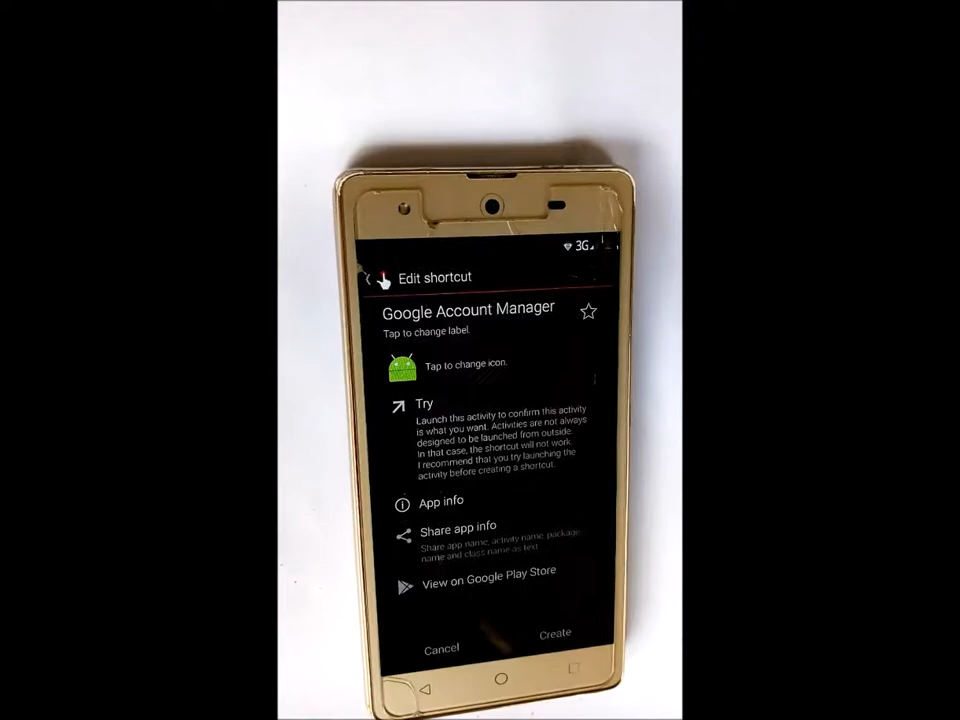 3G
Edit shortcut
Google Account Manager
Tap to change label.
Tap to change icon.
Try
Launch this activity to confirm this activity
is what you want. Activities are not always
designed to be launched from outside.
In that case, the shortcut will not work.
I recommend that you try launching the
activity before creating a shortcut.
App info
Share app info
Share app name, activity name, package
name and class name as text
View on Google Play Store
Cancel
Create